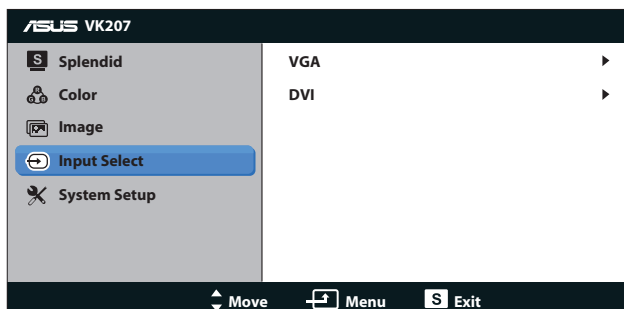 ASUS VK207
S Splendid
Color
Image
Input Select
System Setup
VGA
DVI
Move Menu S Exit